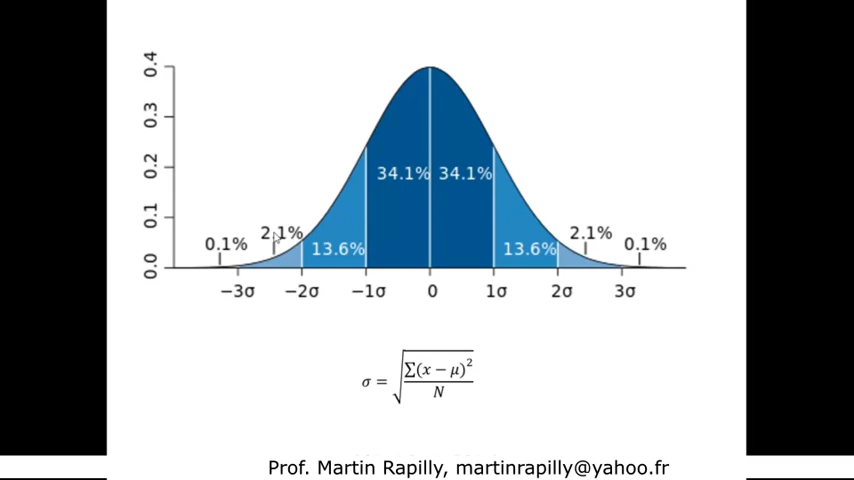 0.4
0.3
0.2
0.1
0.0
34.1% 34.1%
0.1% 2.1% 13.6% 13.6% 2.1% 0.1%
−3σ −2σ −1σ 0 1σ 2σ 3σ
σ = √(∑(x − μ)² / N)
Prof. Martin Rapilly, martinrapilly@yahoo.fr